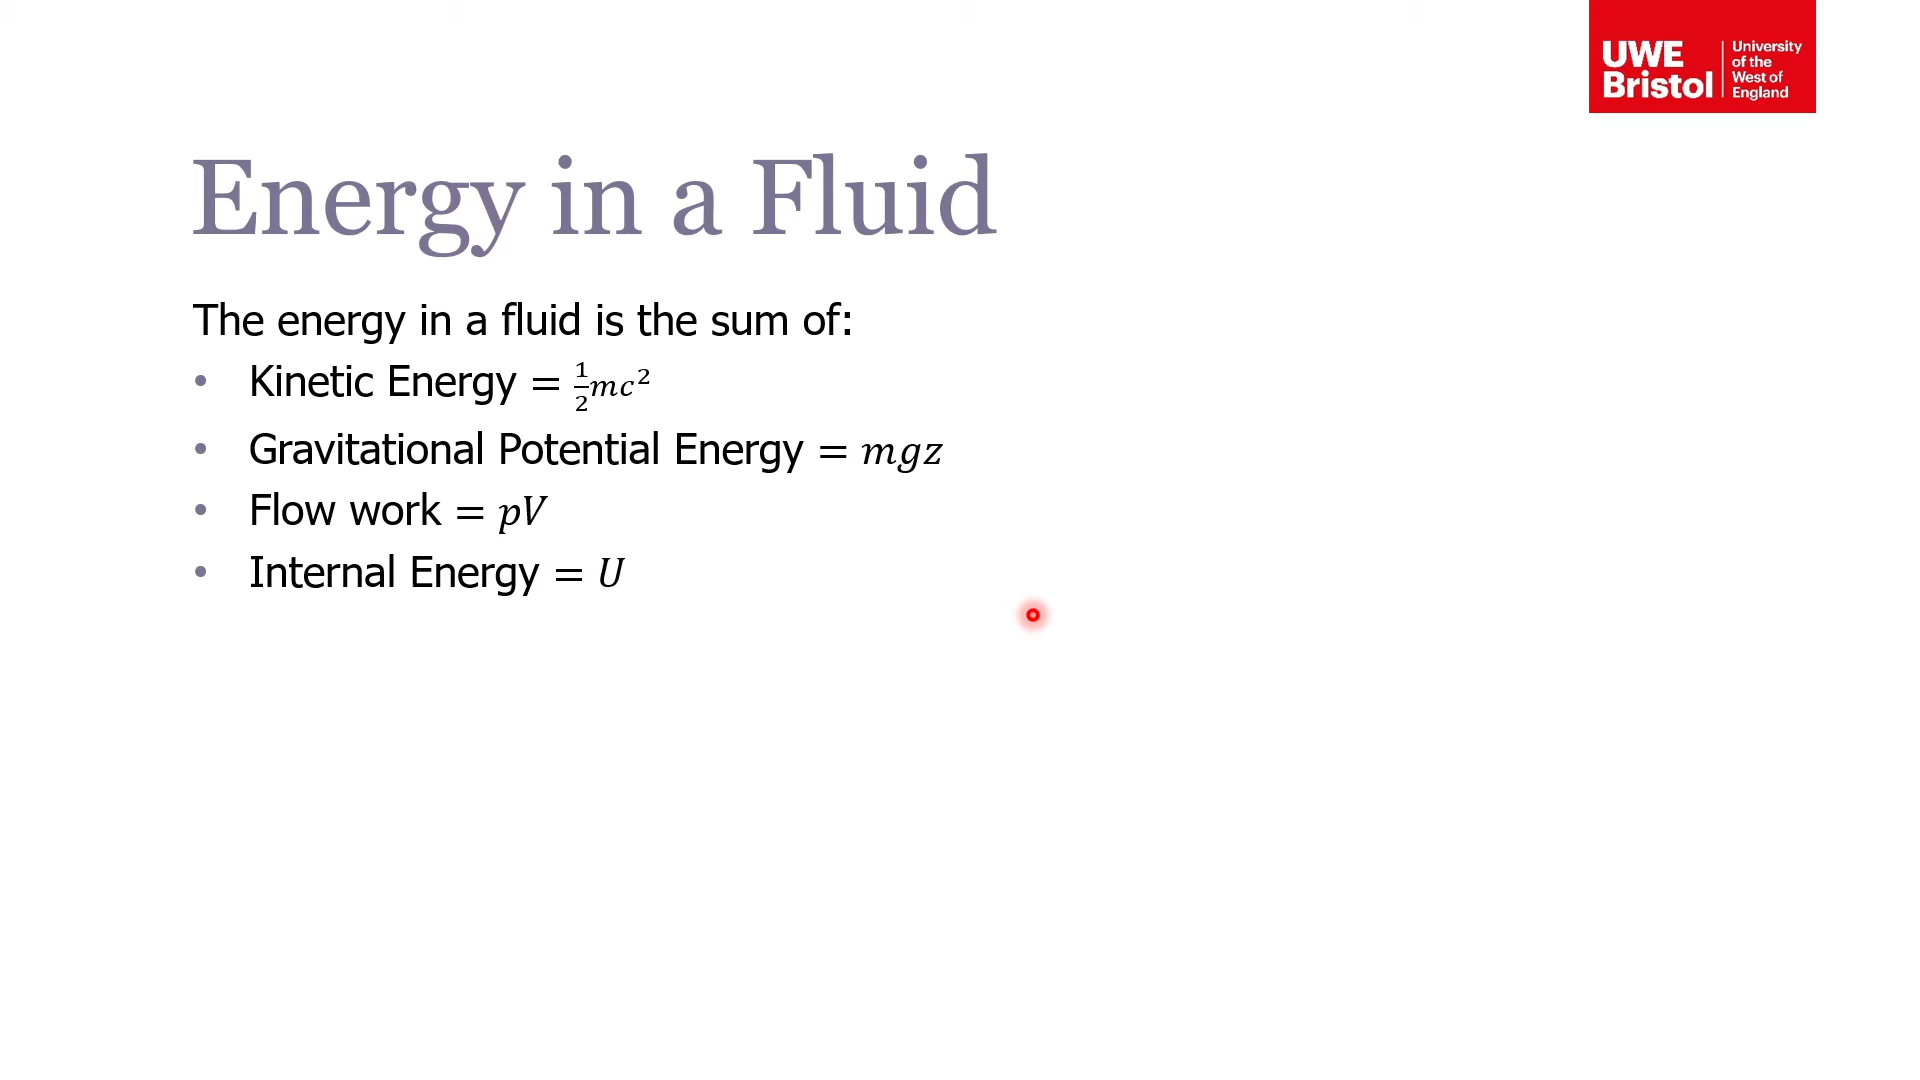 UWE
Bristol
University
of the
West of
England
Energy in a Fluid
The energy in a fluid is the sum of:
• Kinetic Energy = ½𝑚𝑐²
• Gravitational Potential Energy = 𝑚𝑔𝑧
• Flow work = 𝑝𝑉
• Internal Energy = 𝑈